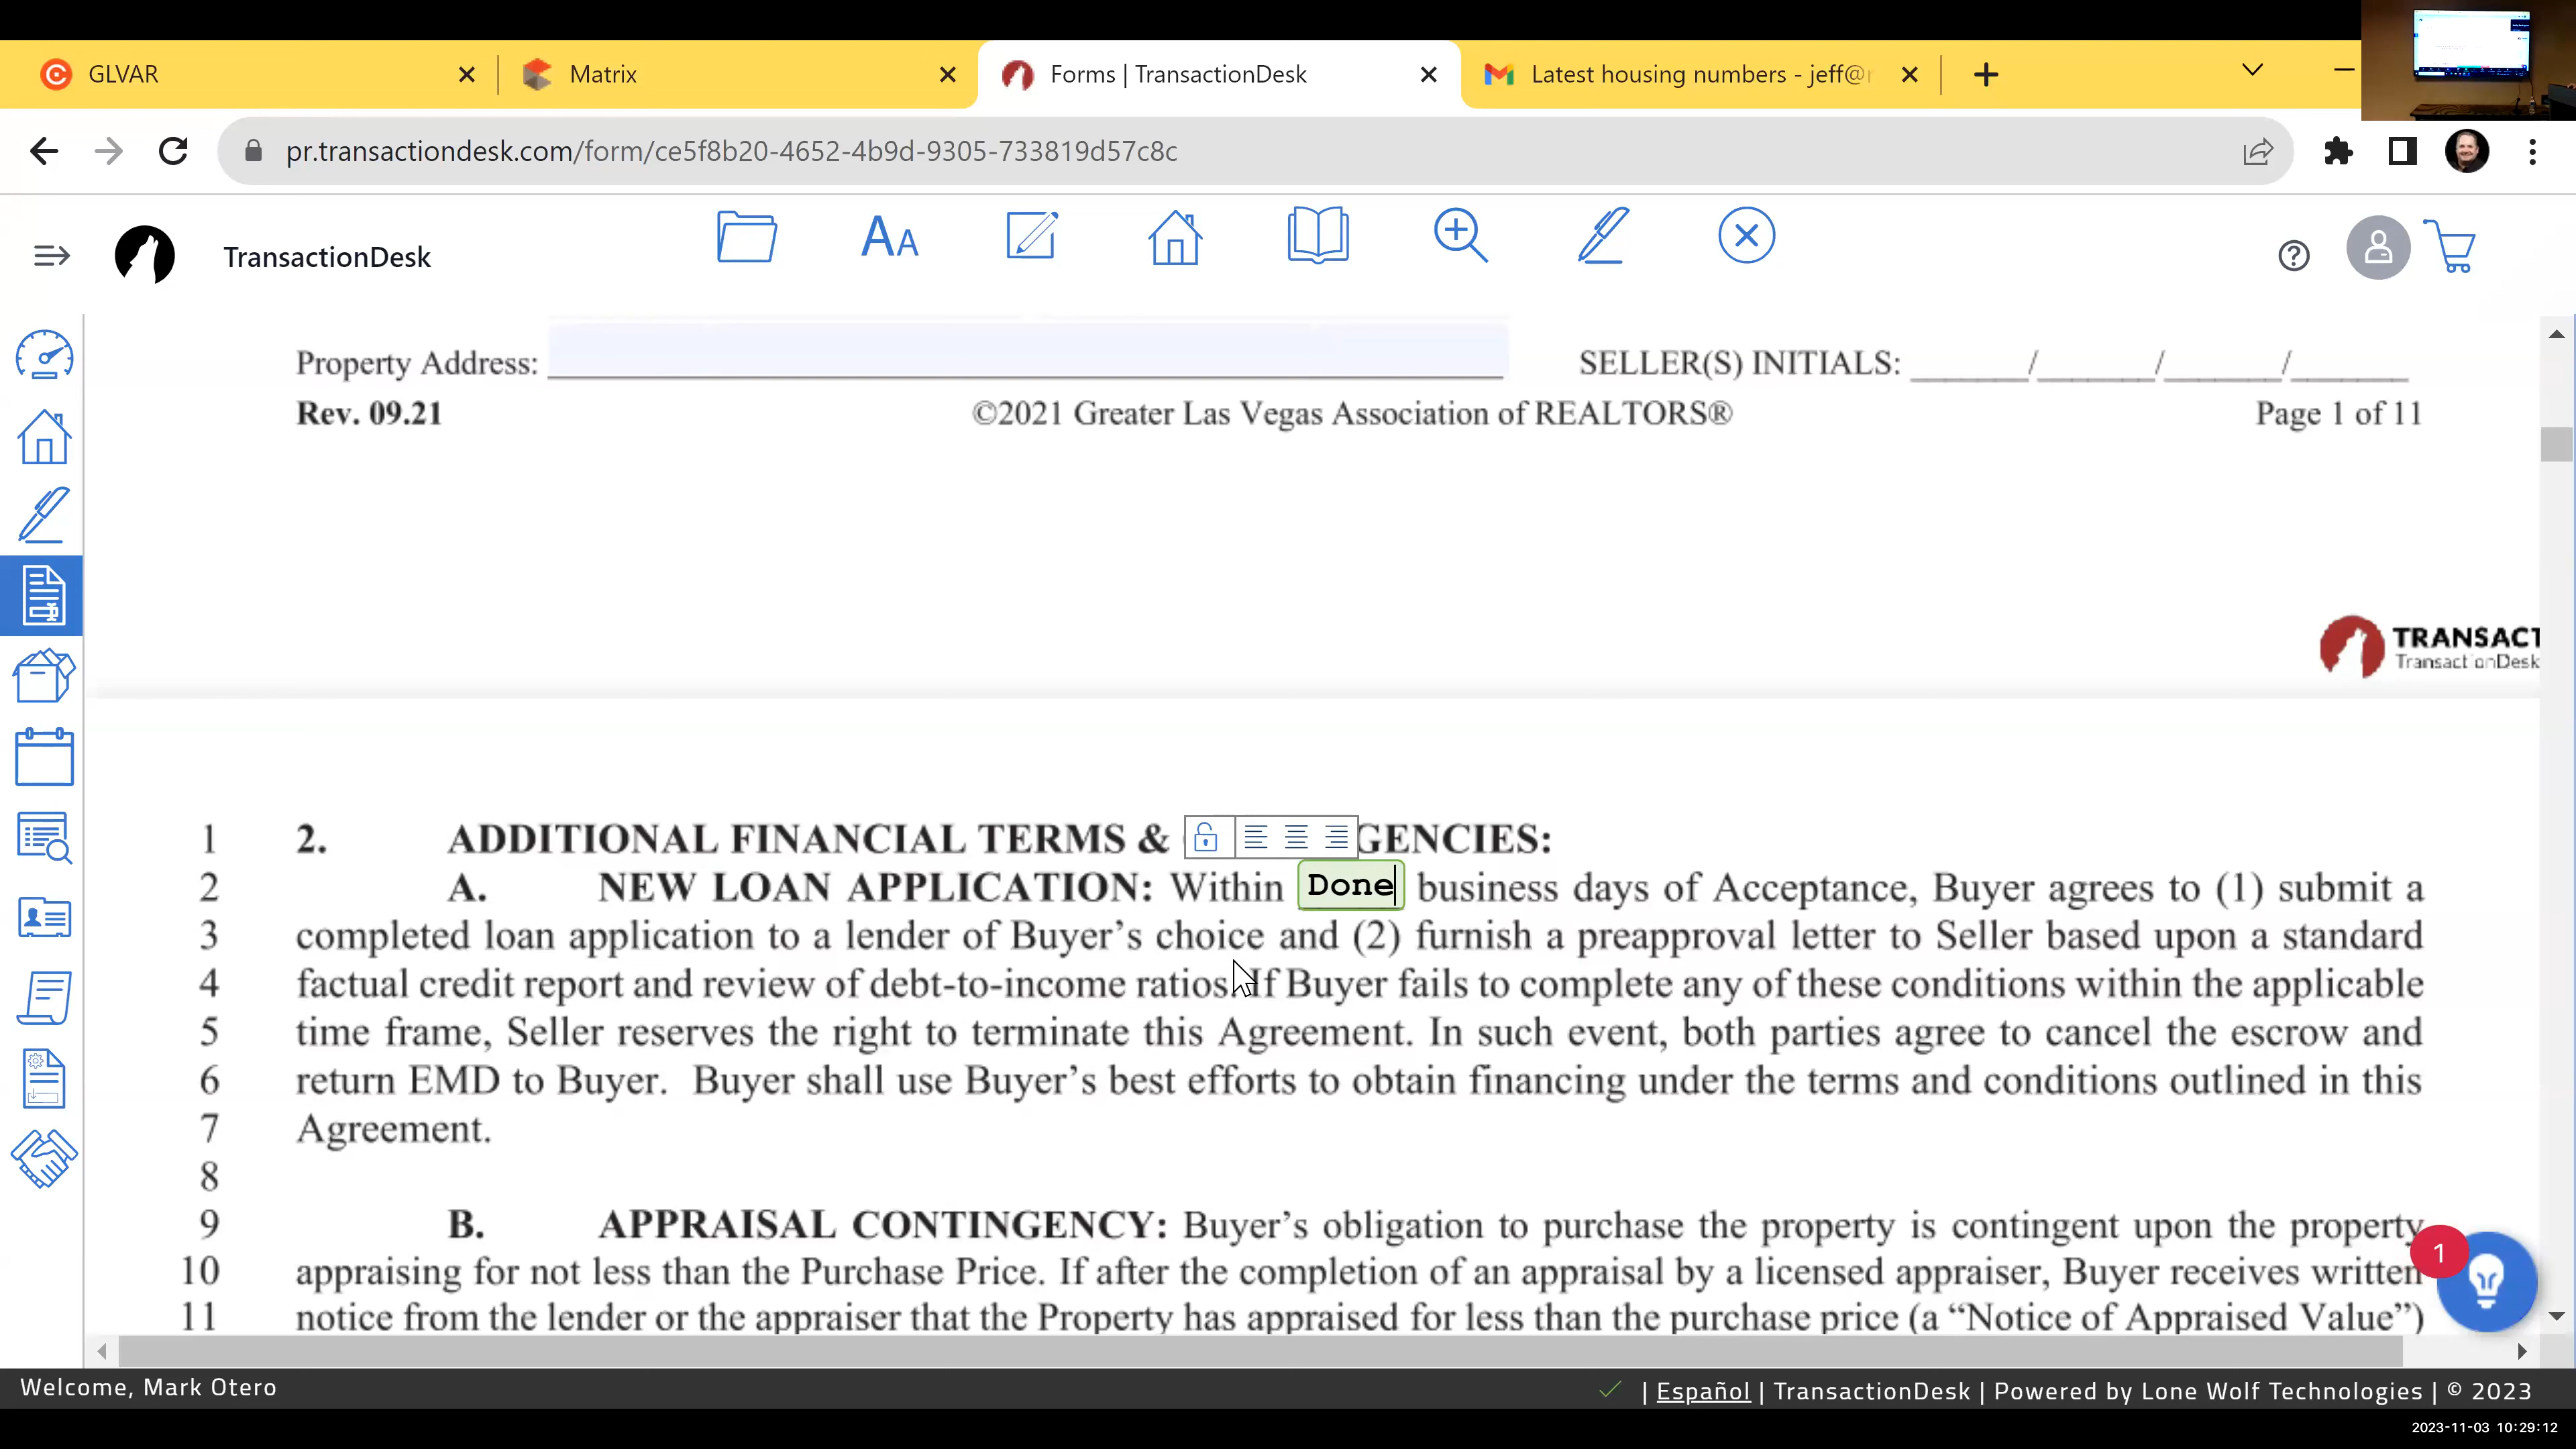 GLVAR
Matrix
Forms | TransactionDesk
Latest housing numbers - jeff@
pr.transactiondesk.com/form/ce5f8b20-4652-4b9d-9305-733819d57c8c
TransactionDesk
Property Address:
SELLER(S) INITIALS: ______/______/______/______
Rev. 09.21
©2021 Greater Las Vegas Association of REALTORS®
Page 1 of 11
TRANSACT
TransactionDesk
1 2. ADDITIONAL FINANCIAL TERMS & GENCIES:
2 A. NEW LOAN APPLICATION: Within Done business days of Acceptance, Buyer agrees to (1) submit a
3 completed loan application to a lender of Buyer’s choice and (2) furnish a preapproval letter to Seller based upon a standard
4 factual credit report and review of debt-to-income ratios. If Buyer fails to complete any of these conditions within the applicable
5 time frame, Seller reserves the right to terminate this Agreement. In such event, both parties agree to cancel the escrow and
6 return EMD to Buyer. Buyer shall use Buyer’s best efforts to obtain financing under the terms and conditions outlined in this
7 Agreement.
8
9 B. APPRAISAL CONTINGENCY: Buyer’s obligation to purchase the property is contingent upon the property
10 appraising for not less than the Purchase Price. If after the completion of an appraisal by a licensed appraiser, Buyer receives written
11 notice from the lender or the appraiser that the Property has appraised for less than the purchase price (a “Notice of Appraised Value”)
1
Welcome, Mark Otero
| Español | TransactionDesk | Powered by Lone Wolf Technologies | © 2023
2023-11-03 10:29:12